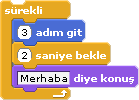 sürekli
3 adım git
2 saniye bekle
Merhaba diye konuş